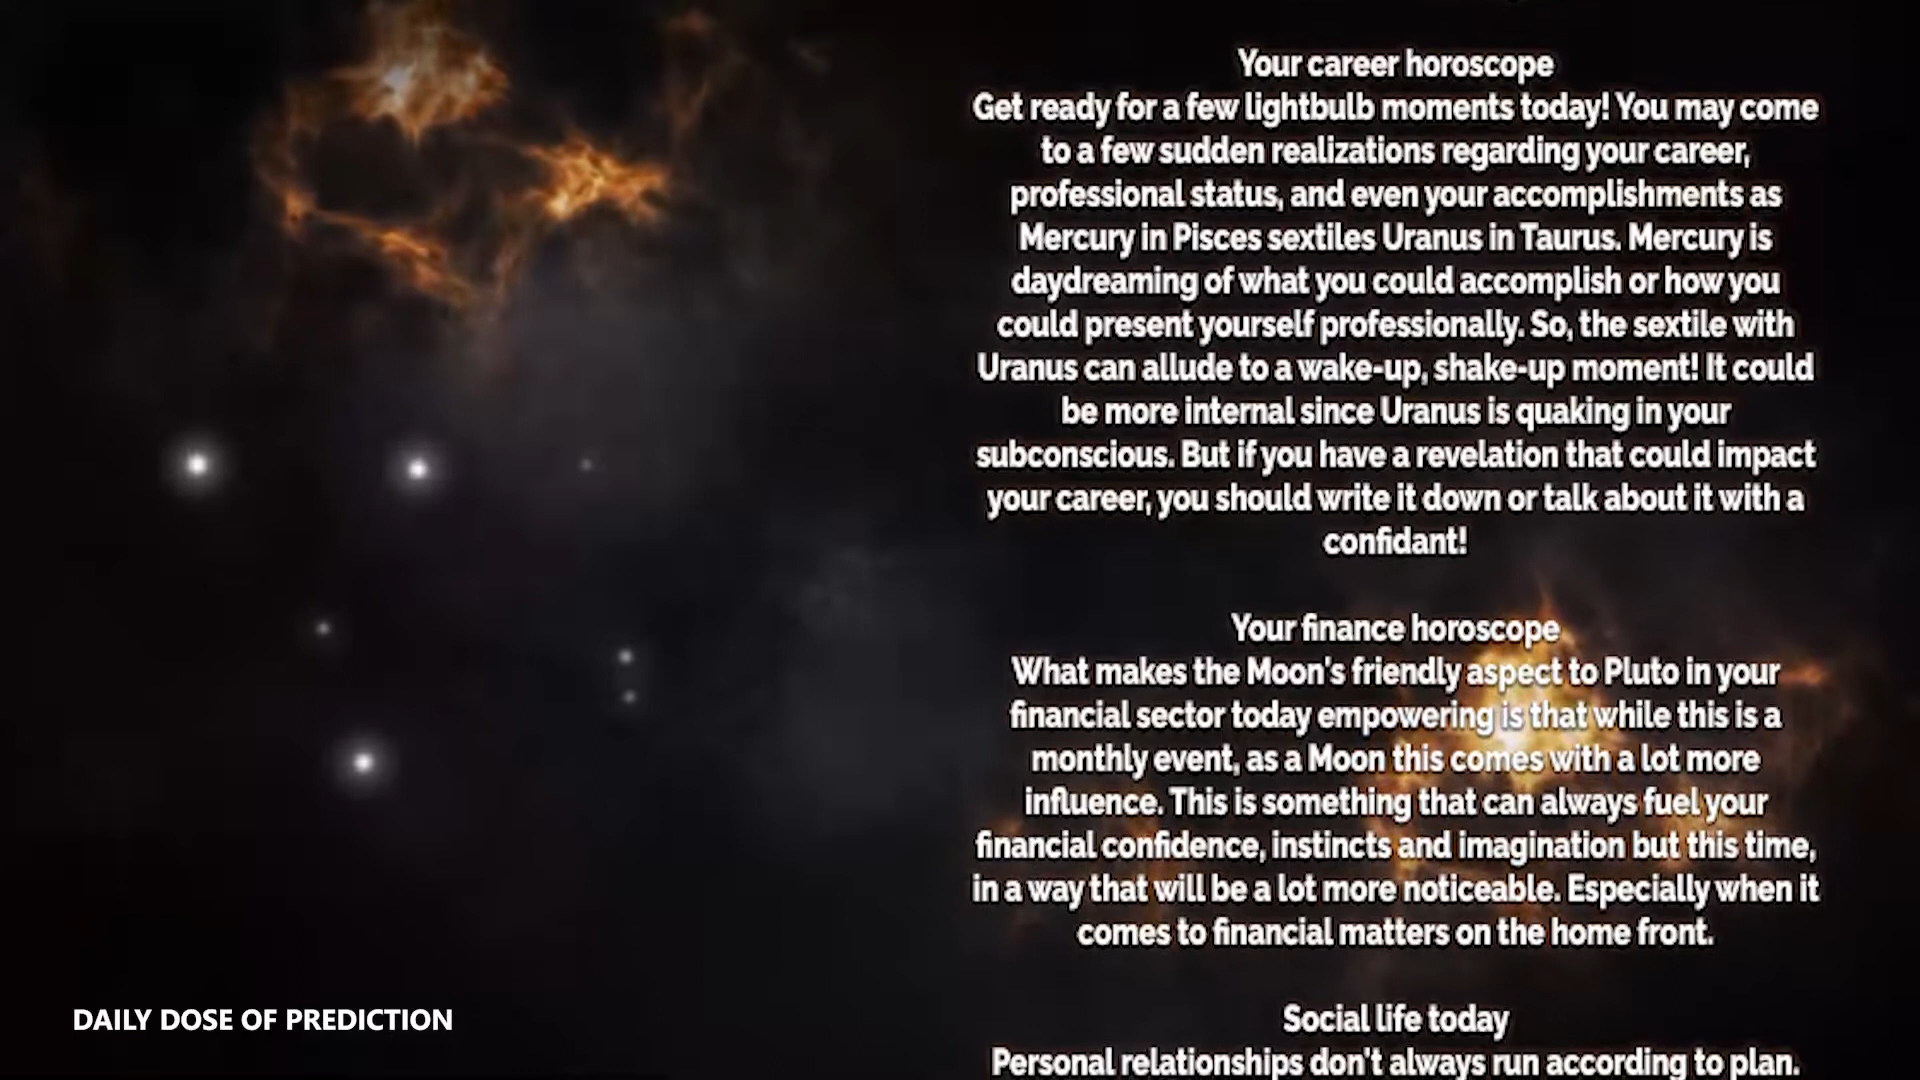 Your career horoscope
Get ready for a few lightbulb moments today! You may come
to a few sudden realizations regarding your career,
professional status, and even your accomplishments as
Mercury in Pisces sextiles Uranus in Taurus. Mercury is
daydreaming of what you could accomplish or how you
could present yourself professionally. So, the sextile with
Uranus can allude to a wake-up, shake-up moment! It could
be more internal since Uranus is quaking in your
subconscious. But if you have a revelation that could impact
your career, you should write it down or talk about it with a
confidant!
Your finance horoscope
What makes the Moon's friendly aspect to Pluto in your
financial sector today empowering is that while this is a
monthly event, as a Moon this comes with a lot more
influence. This is something that can always fuel your
financial confidence, instincts and imagination but this time,
in a way that will be a lot more noticeable. Especially when it
comes to financial matters on the home front.
Social life today
Personal relationships don't always run according to plan.
DAILY DOSE OF PREDICTION